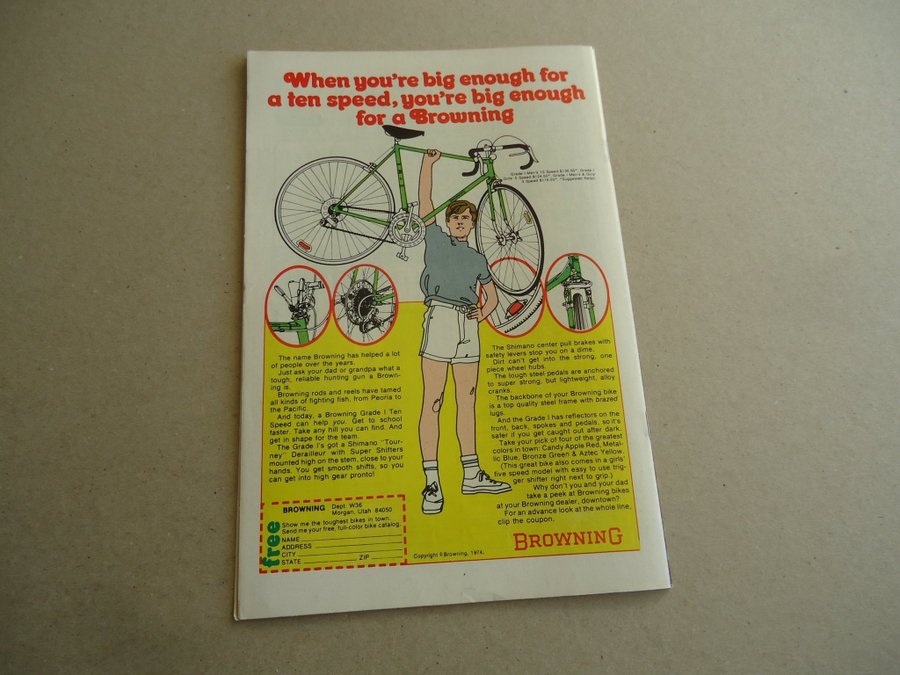 When you're big enough for
a ten speed, you're big enough
for a Browning
Grade I Men's 10 Speed
Speed Grade I Men's & Girls'
5 Speed *Suggested Retail
The name Browning has helped a lot
of people over the years.
Just ask your dad or grandpa what a
tough, reliable hunting gun a Brown-
ing is.
Browning rods and reels have tamed
all kinds of fighting fish, from Peoria to
the Pacific.
And today, a Browning Grade I Ten
Speed can help you. Get to school
faster. Take any hill you can find. And
get in shape for the team.
The Grade I's got a Shimano "Tour-
ney" Derailleur with Super Shifters
mounted high on the stem, close to your
hands. You get smooth shifts, so you
can get into high gear pronto!
The Shimano center pull brakes with
safety levers stop you on a dime.
Dirt can't get into the strong, one
piece wheel hubs.
The tough steel pedals are anchored
to super strong, but lightweight, alloy
cranks.
The backbone of your Browning bike
is a top quality steel frame with brazed
lugs.
And the Grade I has reflectors on the
front, back, spokes and pedals, so it's
safer if you get caught out after dark.
Take your pick of four of the greatest
colors in town: Candy Apple Red, Metal-
lic Blue, Bronze Green & Aztec Yellow.
(This great bike also comes in a girls'
five speed model with easy to use trig-
ger shifter right next to grip.)
Why don't you and your dad
take a peek at Browning bikes
at your Browning dealer, downtown?
For an advance look at the whole line,
clip the coupon.
free
BROWNING Dept. W36
Morgan, Utah 84050
Show me the toughest bikes in town.
Send me your free, full-color bike catalog.
NAME
ADDRESS
CITY
STATE ZIP
Copyright © Browning, 1974.
BROWNING